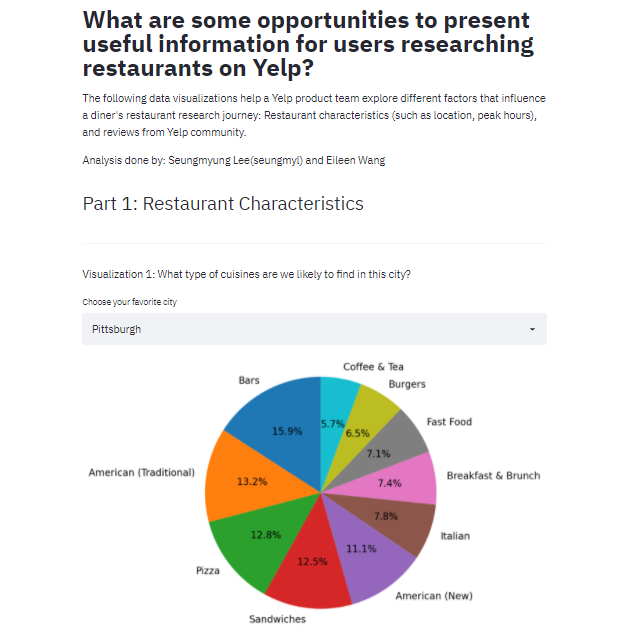 What are some opportunities to present
useful information for users researching
restaurants on Yelp?
The following data visualizations help a Yelp product team explore different factors that influence
a diner's restaurant research journey: Restaurant characteristics (such as location, peak hours),
and reviews from Yelp community.
Analysis done by: Seungmyung Lee(seungmyl) and Eileen Wang
Part 1: Restaurant Characteristics
Visualization 1: What type of cuisines are we likely to find in this city?
Choose your favorite city
Pittsburgh
Coffee & Tea
Bars
Burgers
5.7%
Fast Food
15.9%
6.5%
7.1%
American (Traditional)
Breakfast & Brunch
13.2%
7.4%
7.8%
12.8%
Italian
11.1%
12.5%
Pizza
American (New)
Sandwiches